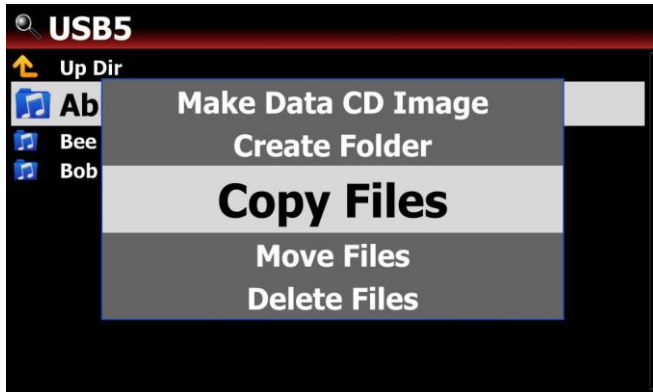 USB5
Up Dir
Ab
Bee
Bob
Make Data CD Image
Create Folder
Copy Files
Move Files
Delete Files